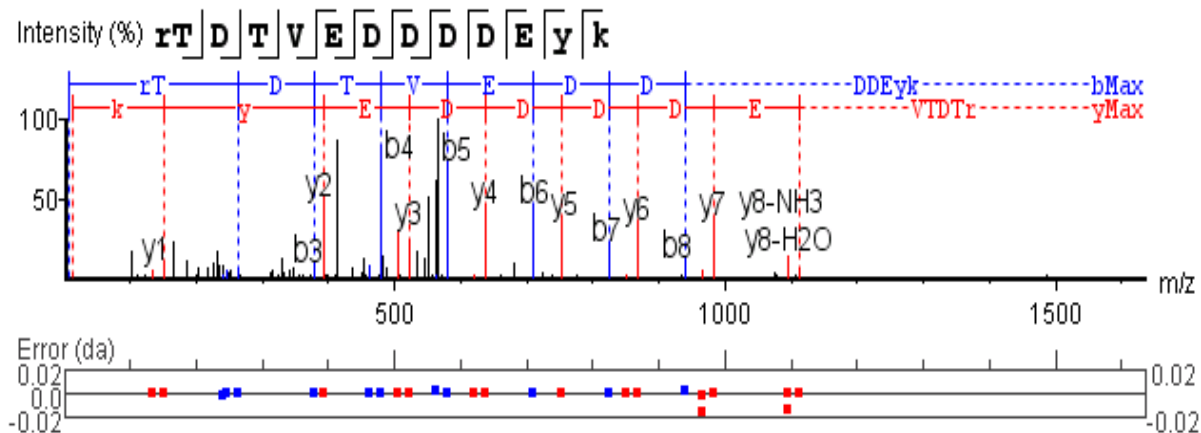 Intensity (%) rT D T V E D D D D E y k
rT D T V E D D DDEyk bMax
k y E D D D D E VTDTr yMax
100
50
y1 b3 y2 b4 y3 b5 y4 b6 y5 b7 y6 b8 y7 y8-NH3
y8-H2O
m/z
500 1000 1500
Error (da)
0.02 0.02
0.0 0.0
-0.02 -0.02